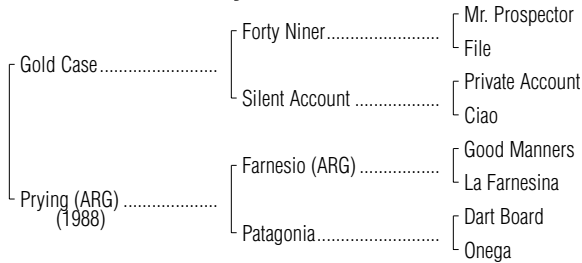 Mr. Prospector
Forty Niner
File
Gold Case
Private Account
Silent Account
Ciao
Good Manners
Farnesio (ARG)
La Farnesina
Prying (ARG)
(1988)
Dart Board
Patagonia
Onega